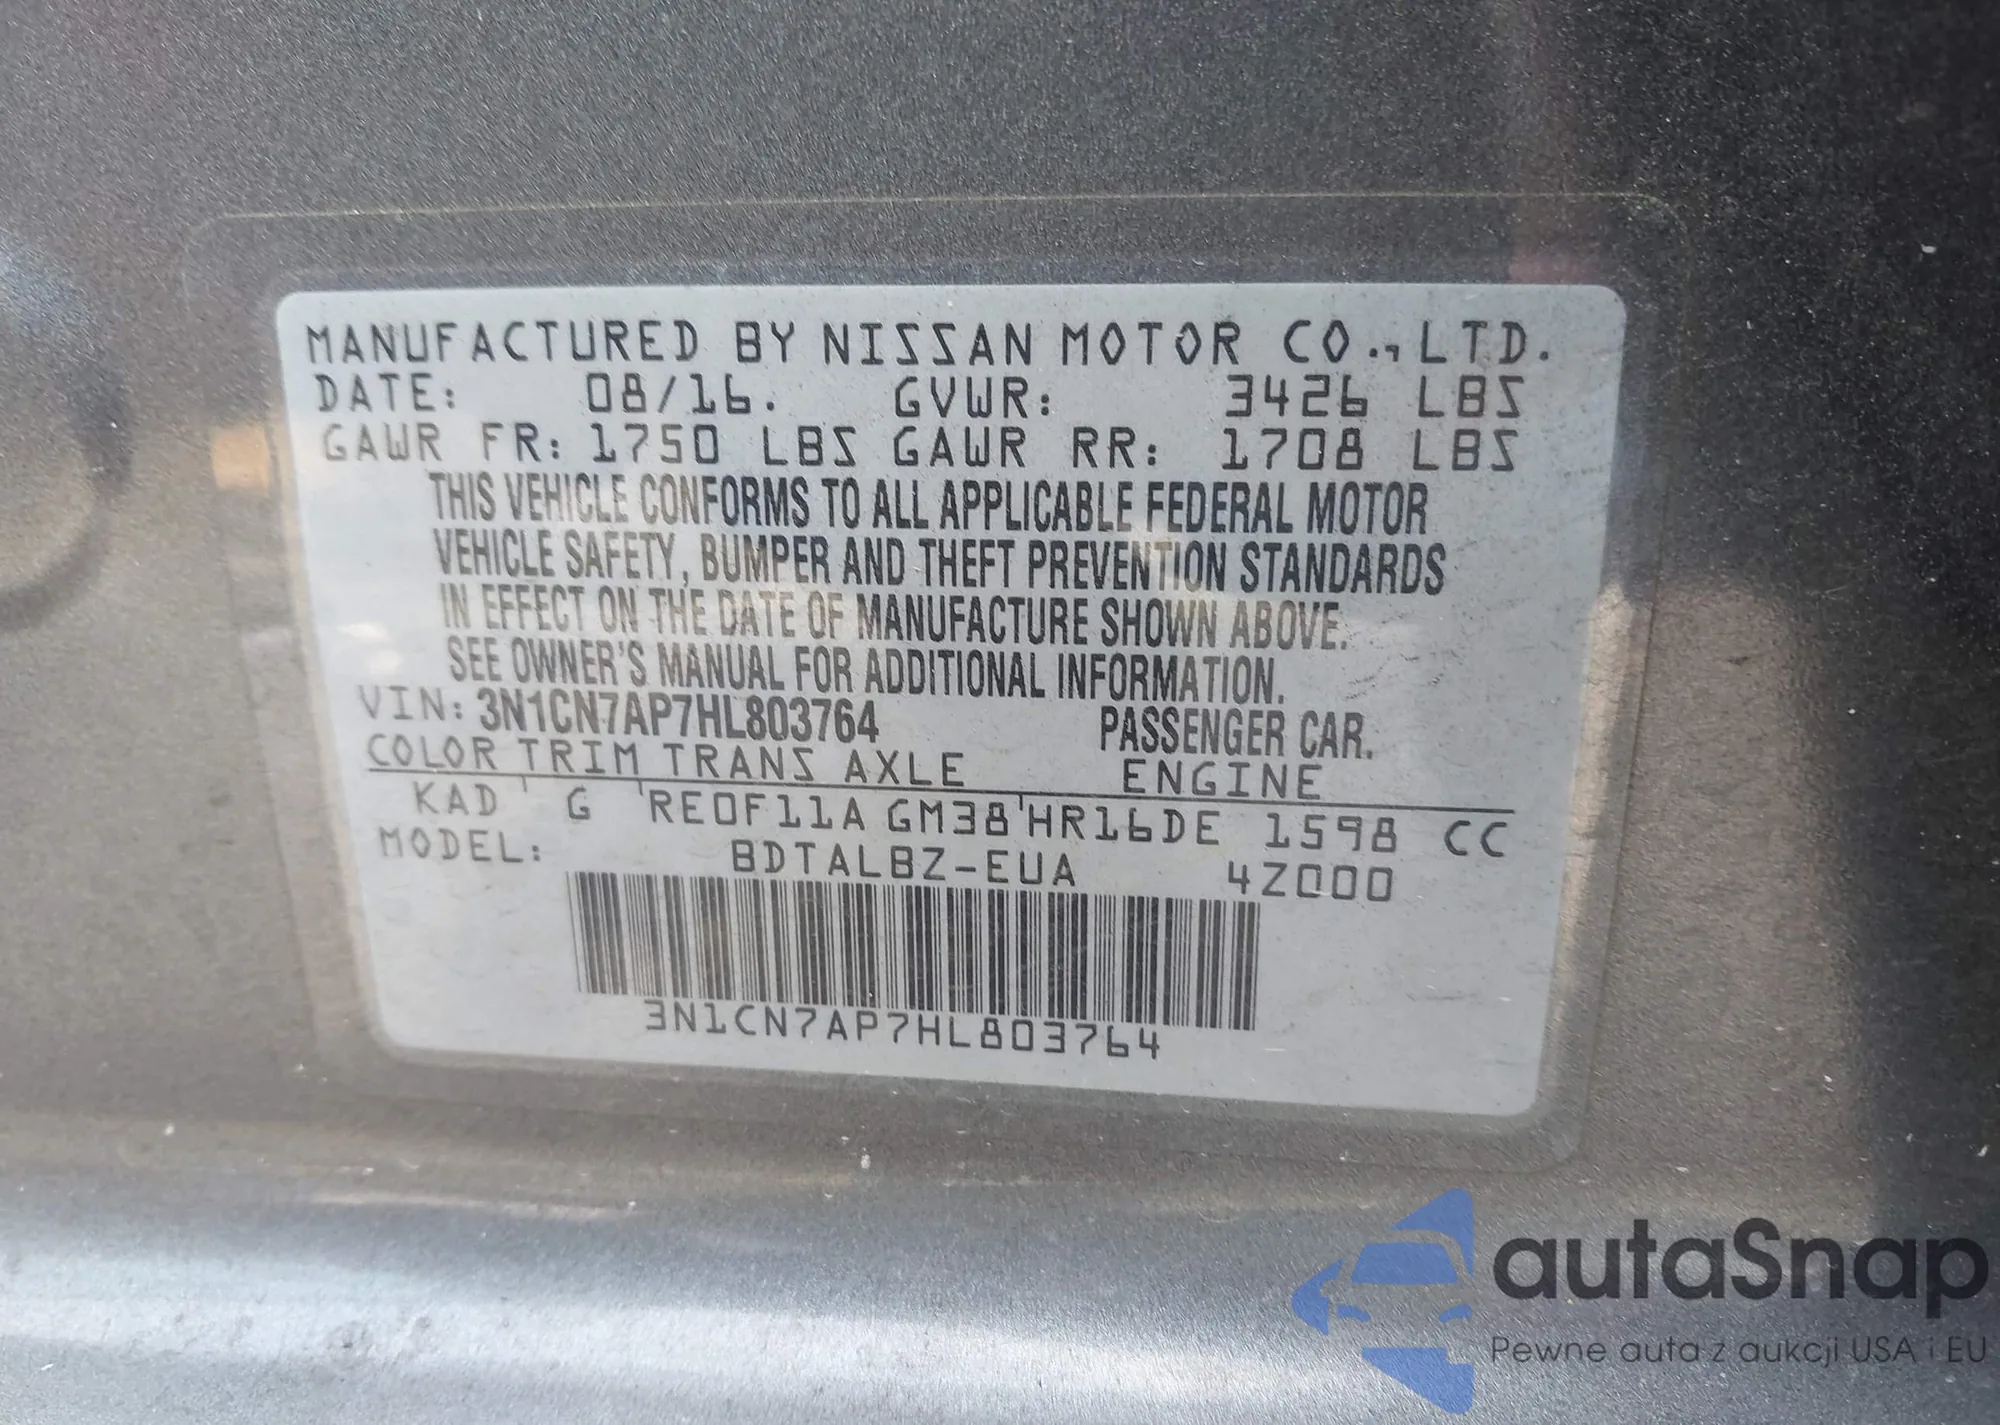 MANUFACTURED BY NISSAN MOTOR CO., LTD.
DATE: 08/16. GVWR: 3426 LBS
GAWR FR: 1750 LBS GAWR RR: 1708 LBS
THIS VEHICLE CONFORMS TO ALL APPLICABLE FEDERAL MOTOR
VEHICLE SAFETY, BUMPER AND THEFT PREVENTION STANDARDS
IN EFFECT ON THE DATE OF MANUFACTURE SHOWN ABOVE.
SEE OWNER'S MANUAL FOR ADDITIONAL INFORMATION.
VIN: 3N1CN7AP7HL803764 PASSENGER CAR.
COLOR TRIM TRANS AXLE ENGINE
KAD ' G 'RE0F11A GM38'HR16DE 1598 CC
MODEL: BDTALBZ-EUA 4Z000
3N1CN7AP7HL803764
autaSnap
Pewne auta z aukcji USA i EU